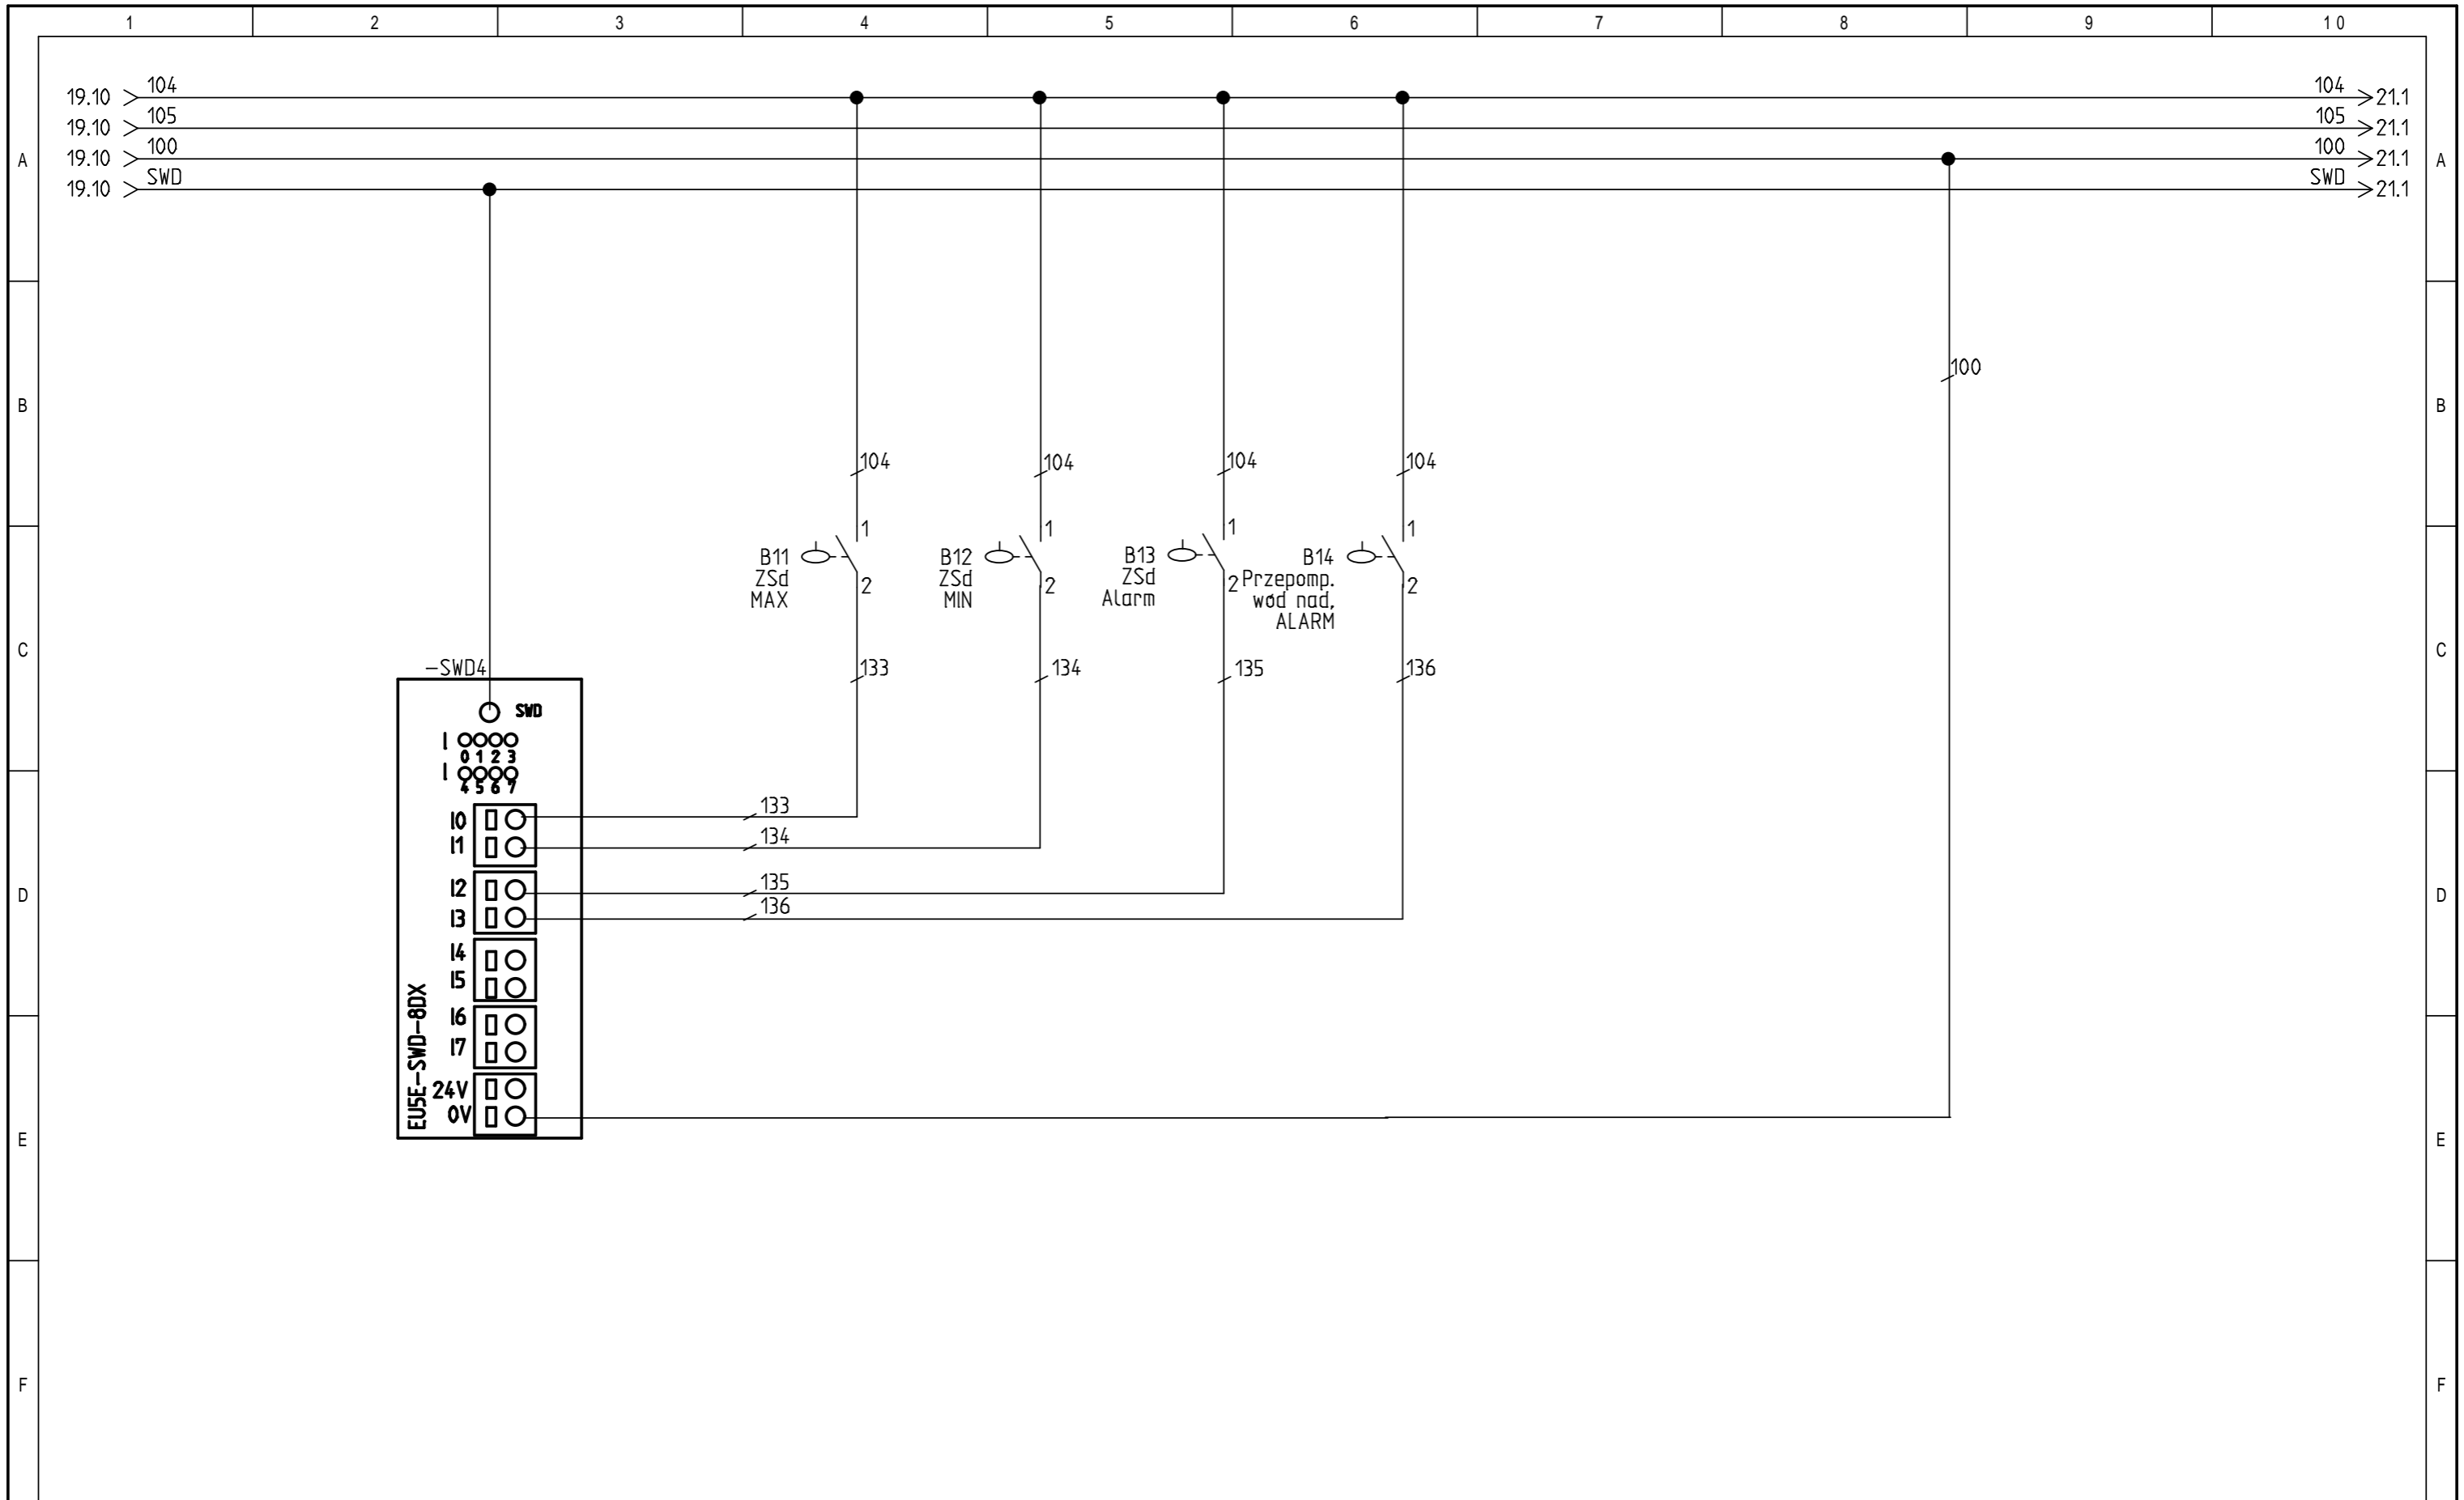 1 2 3 4 5 6 7 8 9 10
19.10 104 104 21.1
19.10 105 105 21.1
A 19.10 100 100 21.1 A
19.10 SWD SWD 21.1
100
B B
104 104 104 104
1 1 1 1
B11
ZSd
MAX
2
B12
ZSd
MIN
2
B13
ZSd
Alarm
2
B14
Przepomp.
wód nad,
ALARM
2
C C
133 134 135 136
-SWD4
SWD
I
0 1 2 3
I
4 5 6 7
I0 133
I1 134
I2 135
D D
I3 136
I4
I5
I6
I7
24V
0V
EU5E-SWD-8DX
E E
F F